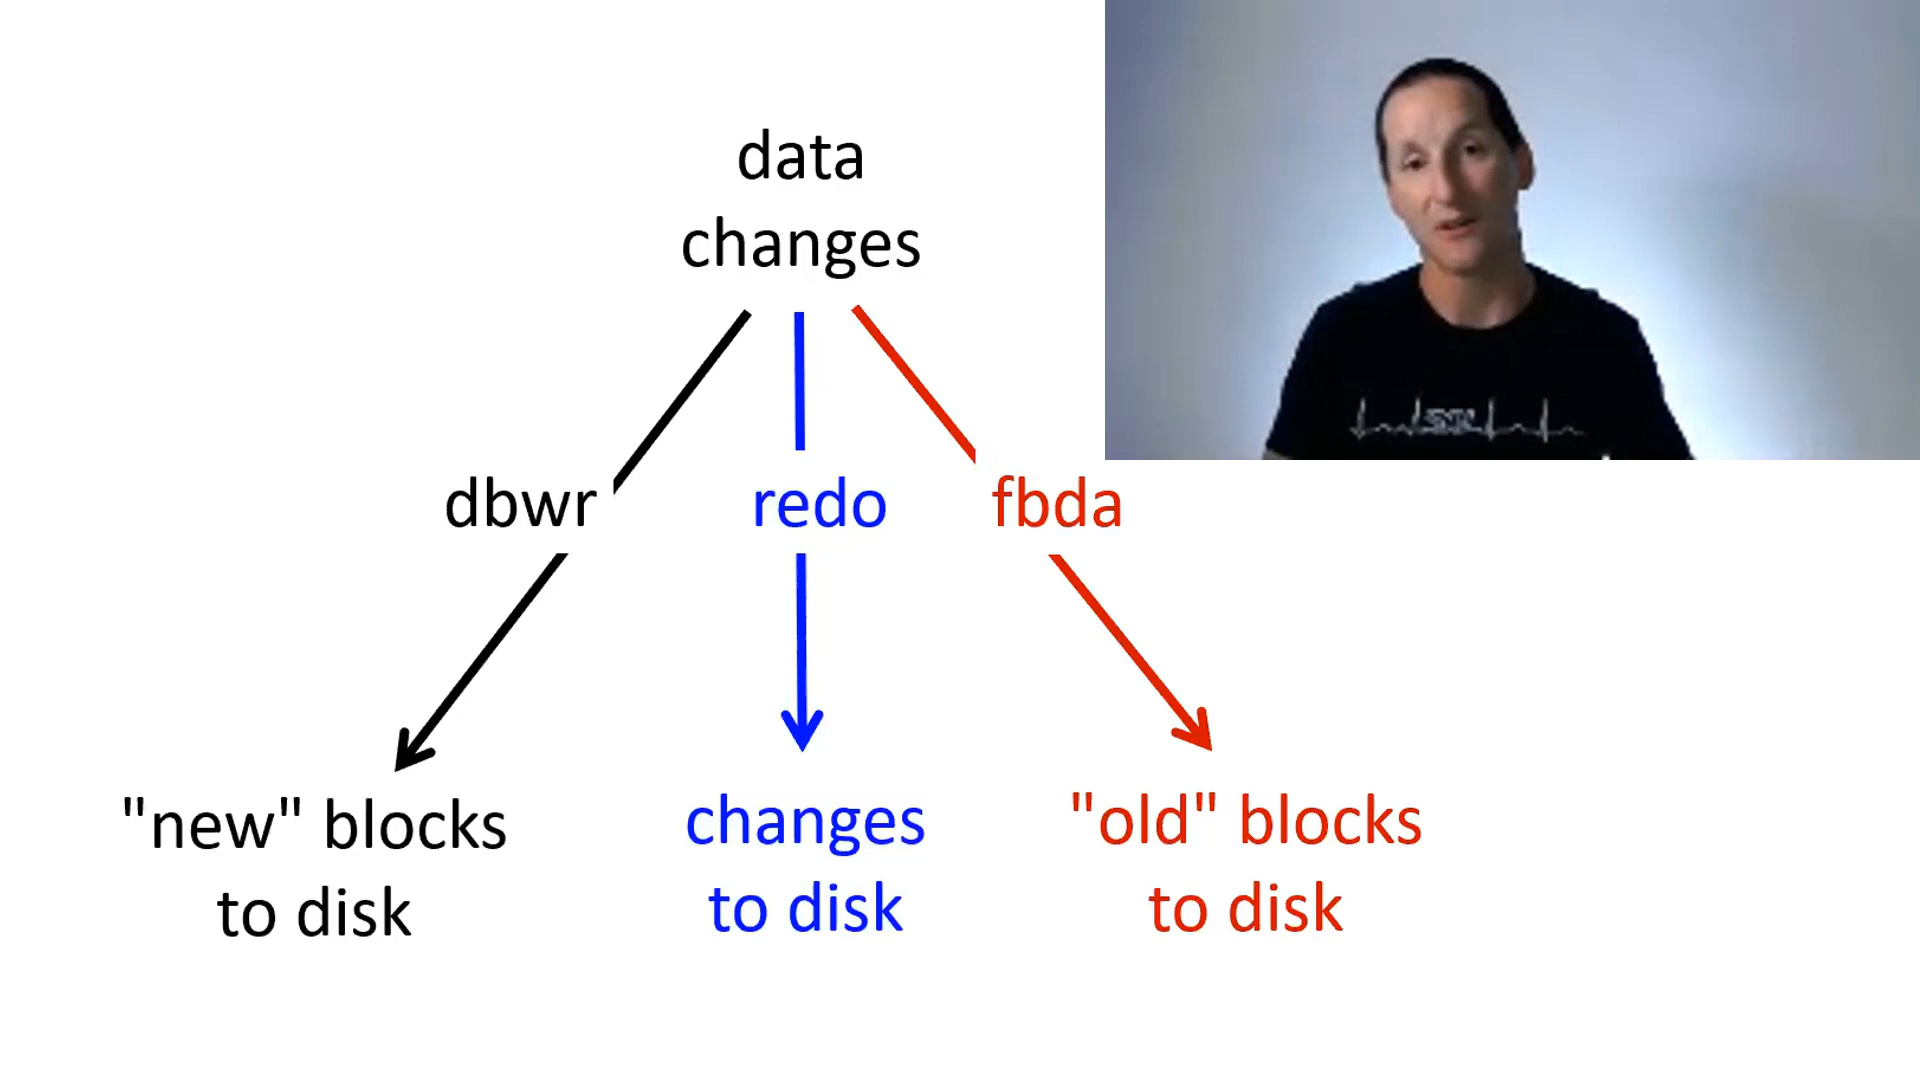 data
changes
dbwr
redo
fbda
"new" blocks
to disk
changes
to disk
"old" blocks
to disk